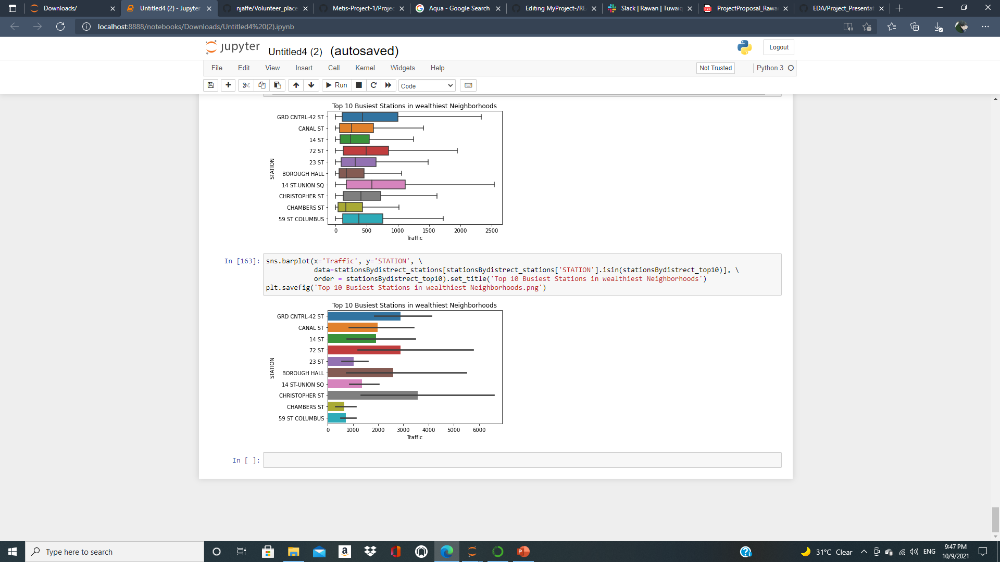 Downloads/
Untitled4 (2) - Jupyter
njaffe/Volunteer_place
Metis-Project-1/Projec
Aqua - Google Search
Editing MyProject-/RE
Slack | Rawan | Tuwaiq
ProjectProposal_Rawa
EDA/Project_Presentat
localhost:8888/notebooks/Downloads/Untitled4%20(2).ipynb
jupyter Untitled4 (2) (autosaved)
Logout
File Edit View Insert Cell Kernel Widgets Help
Not Trusted
Python 3
Run
Code
Top 10 Busiest Stations in wealthiest Neighborhoods
GRD CNTRL-42 ST
CANAL ST
14 ST
72 ST
23 ST
BOROUGH HALL
14 ST-UNION SQ
CHRISTOPHER ST
CHAMBERS ST
59 ST COLUMBUS
STATION
0 500 1000 1500 2000 2500
Traffic
In [163]:
sns.barplot(x='Traffic', y='STATION', \
data=stationsBydistrect_stations[stationsBydistrect_stations['STATION'].isin(stationsBydistrect_top10)], \
order = stationsBydistrect_top10).set_title('Top 10 Busiest Stations in wealthiest Neighborhoods')
plt.savefig('Top 10 Busiest Stations in wealthiest Neighborhoods.png')
Top 10 Busiest Stations in wealthiest Neighborhoods
GRD CNTRL-42 ST
CANAL ST
14 ST
72 ST
23 ST
BOROUGH HALL
14 ST-UNION SQ
CHRISTOPHER ST
CHAMBERS ST
59 ST COLUMBUS
STATION
0 1000 2000 3000 4000 5000 6000
Traffic
In [ ]:
Type here to search
31°C Clear
ENG
9:47 PM
10/9/2021